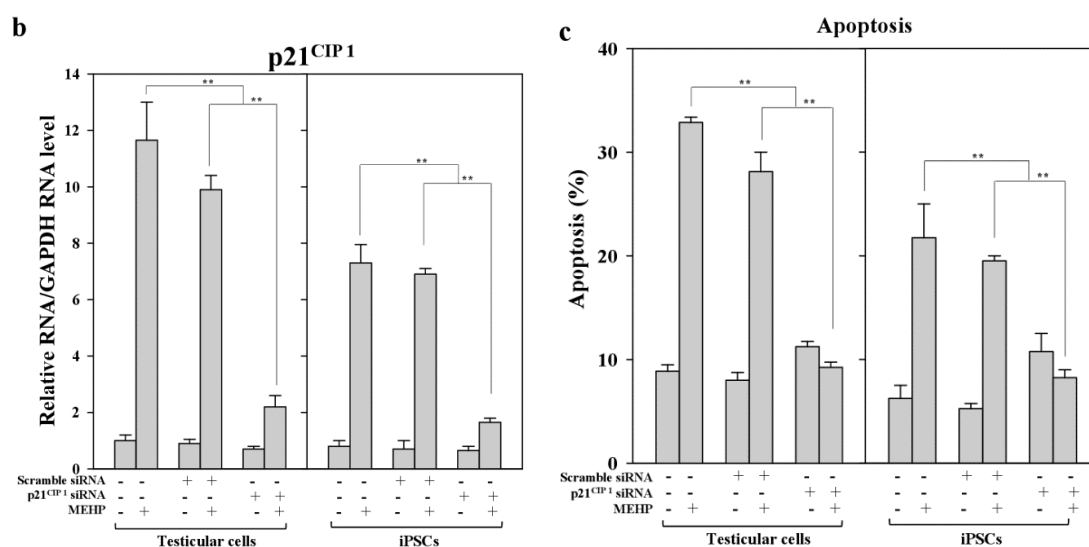 b
p21CIP 1
Relative RNA/GAPDH RNA level
14
12
10
8
6
4
2
0
**
**
**
**
Scramble siRNA - - + + - - - - + + - -
p21CIP 1 siRNA - - - - + + - - - - + +
MEHP - + - + - + - + - + - +
Testicular cells iPSCs
c
Apoptosis
Apoptosis (%)
40
30
20
10
0
**
**
**
**
Scramble siRNA - - + + - - - - + + - -
p21CIP 1 siRNA - - - - + + - - - - + +
MEHP - + - + - + - + - + - +
Testicular cells iPSCs